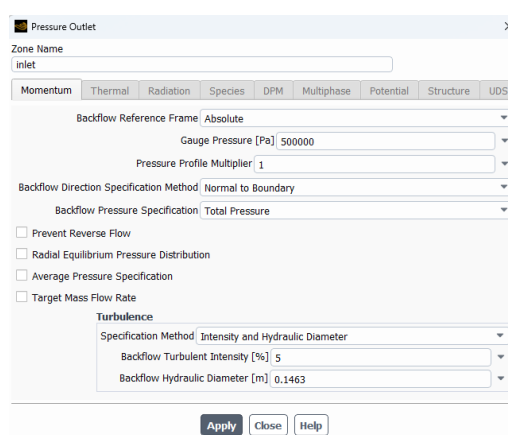 Pressure Outlet
Zone Name
inlet
Momentum Thermal Radiation Species DPM Multiphase Potential Structure UDS
Backflow Reference Frame Absolute
Gauge Pressure [Pa] 500000
Pressure Profile Multiplier 1
Backflow Direction Specification Method Normal to Boundary
Backflow Pressure Specification Total Pressure
Prevent Reverse Flow
Radial Equilibrium Pressure Distribution
Average Pressure Specification
Target Mass Flow Rate
Turbulence
Specification Method Intensity and Hydraulic Diameter
Backflow Turbulent Intensity [%] 5
Backflow Hydraulic Diameter [m] 0.1463
Apply Close Help